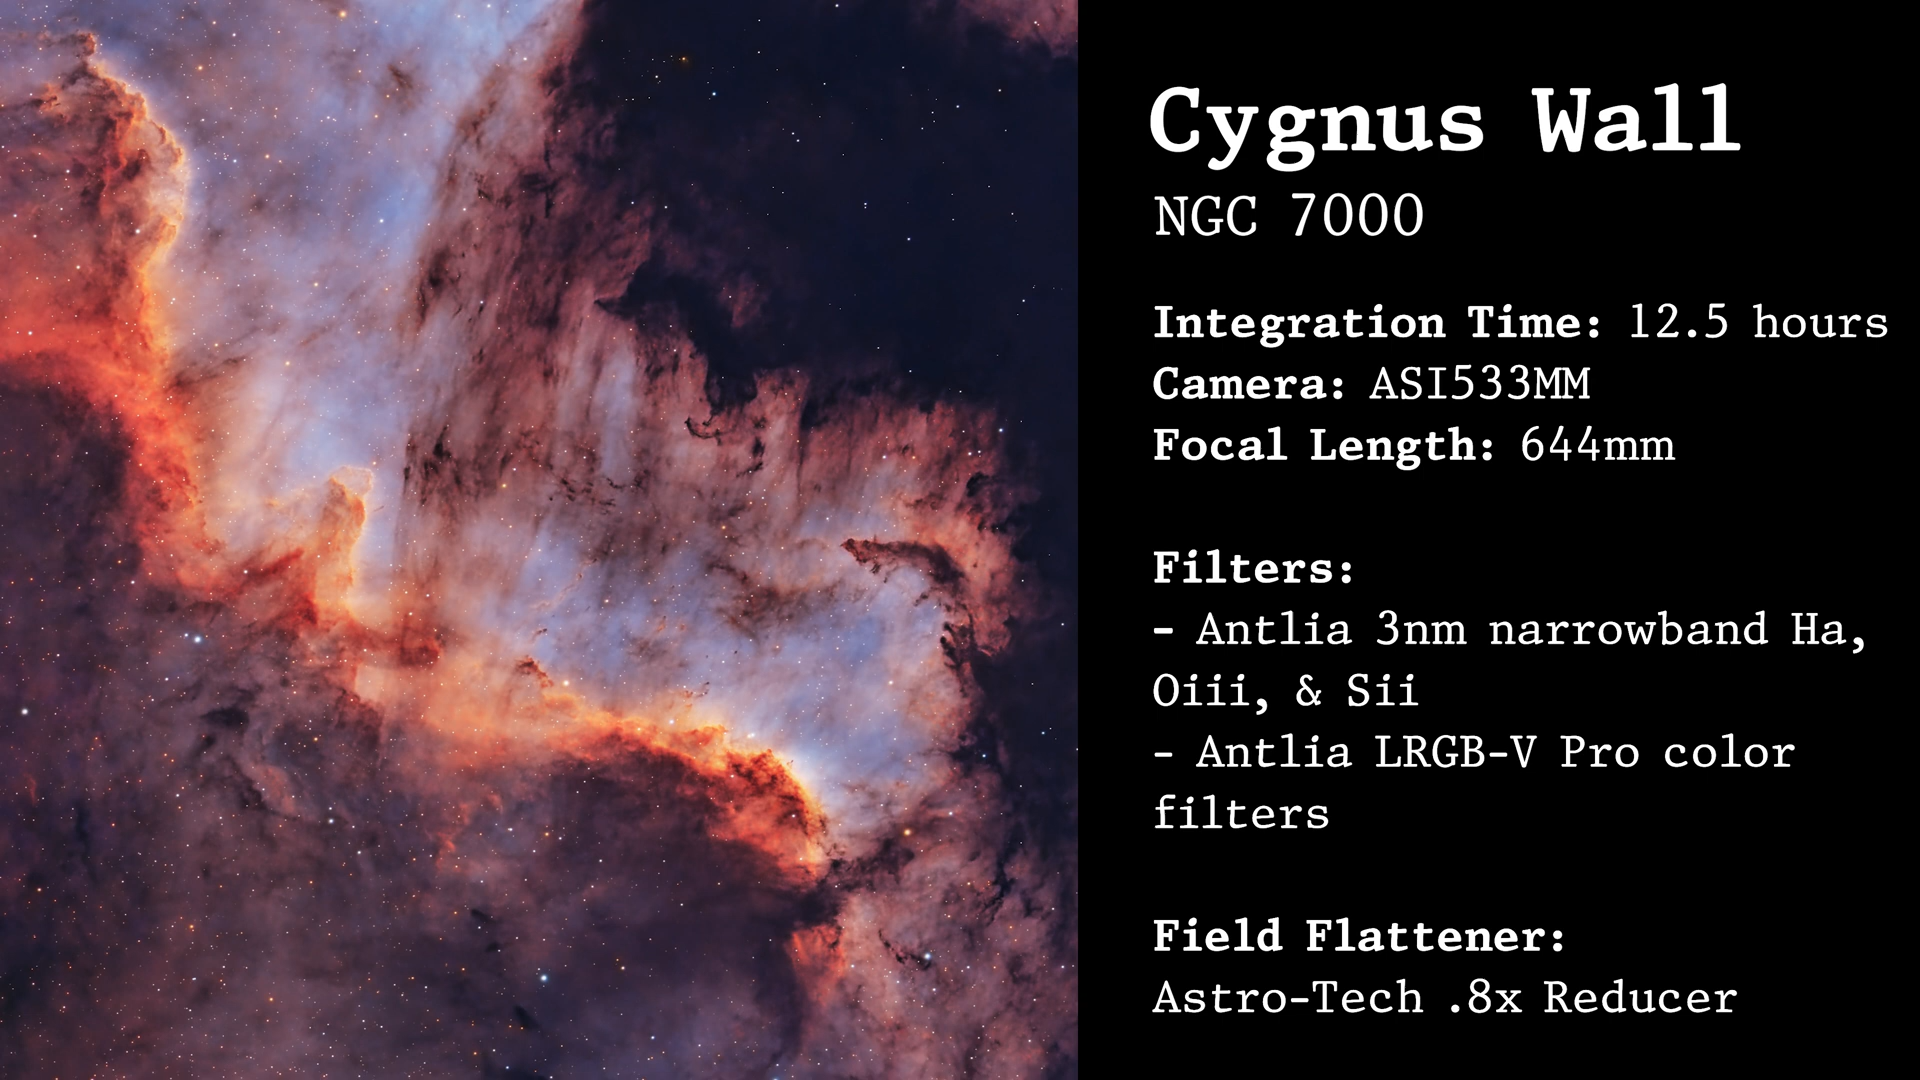 Cygnus Wall
NGC 7000
Integration Time: 12.5 hours
Camera: ASI533MM
Focal Length: 644mm
Filters:
- Antlia 3nm narrowband Ha,
Oiii, & Sii
- Antlia LRGB-V Pro color
filters
Field Flattener:
Astro-Tech .8x Reducer